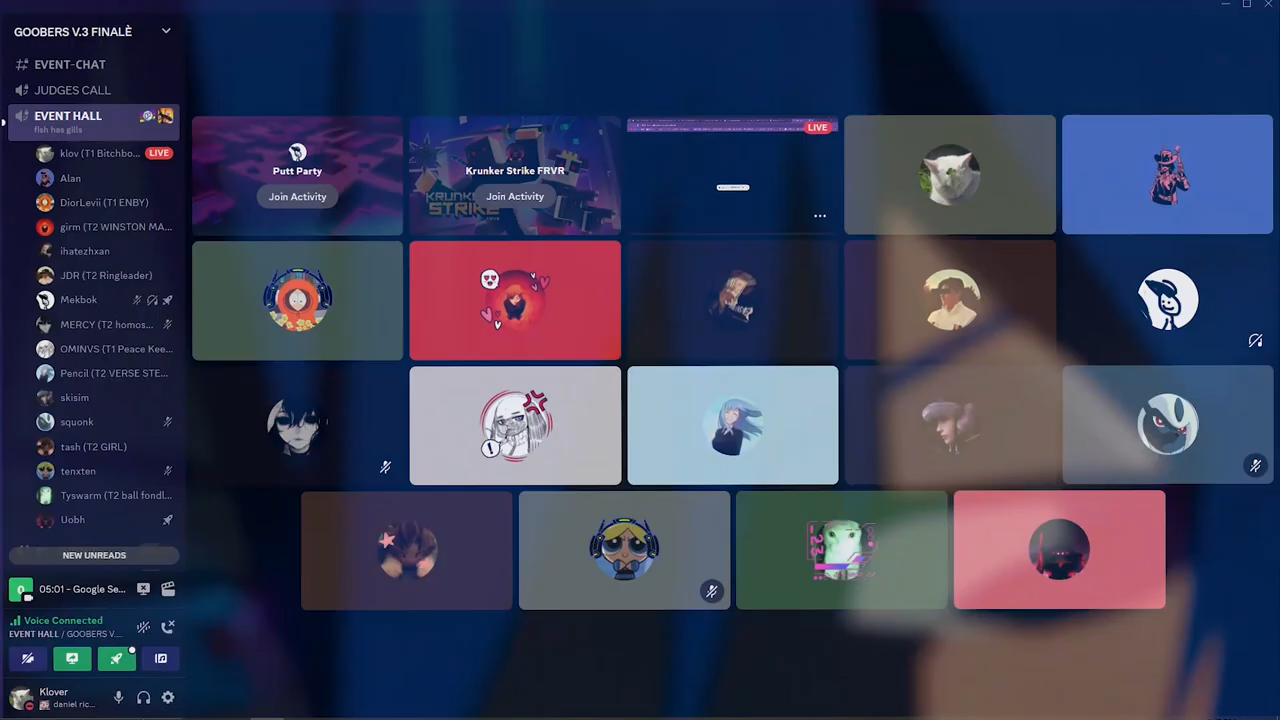 GOOBERS V.3 FINALÈ
EVENT-CHAT
JUDGES CALL
EVENT HALL
fish has gills
klov (T1 Bitchbo... LIVE
Alan
DiorLevii (T1 ENBY)
girm (T2 WINSTON MA...
ihatezhxan
JDR (T2 Ringleader)
Mekbok
MERCY (T2 homos...
OMINVS (T1 Peace Kee...
Pencil (T2 VERSE STE...
skisim
squonk
tash (T2 GIRL)
tenxten
Tyswarm (T2 ball fondl...
Uobh
NEW UNREADS
05:01 - Google Se...
Voice Connected
EVENT HALL / GOOBERS V....
Klover
daniel ric...
Putt Party
Join Activity
Krunker Strike FRVR
Join Activity
KRUNKER
STRIKE
LIVE